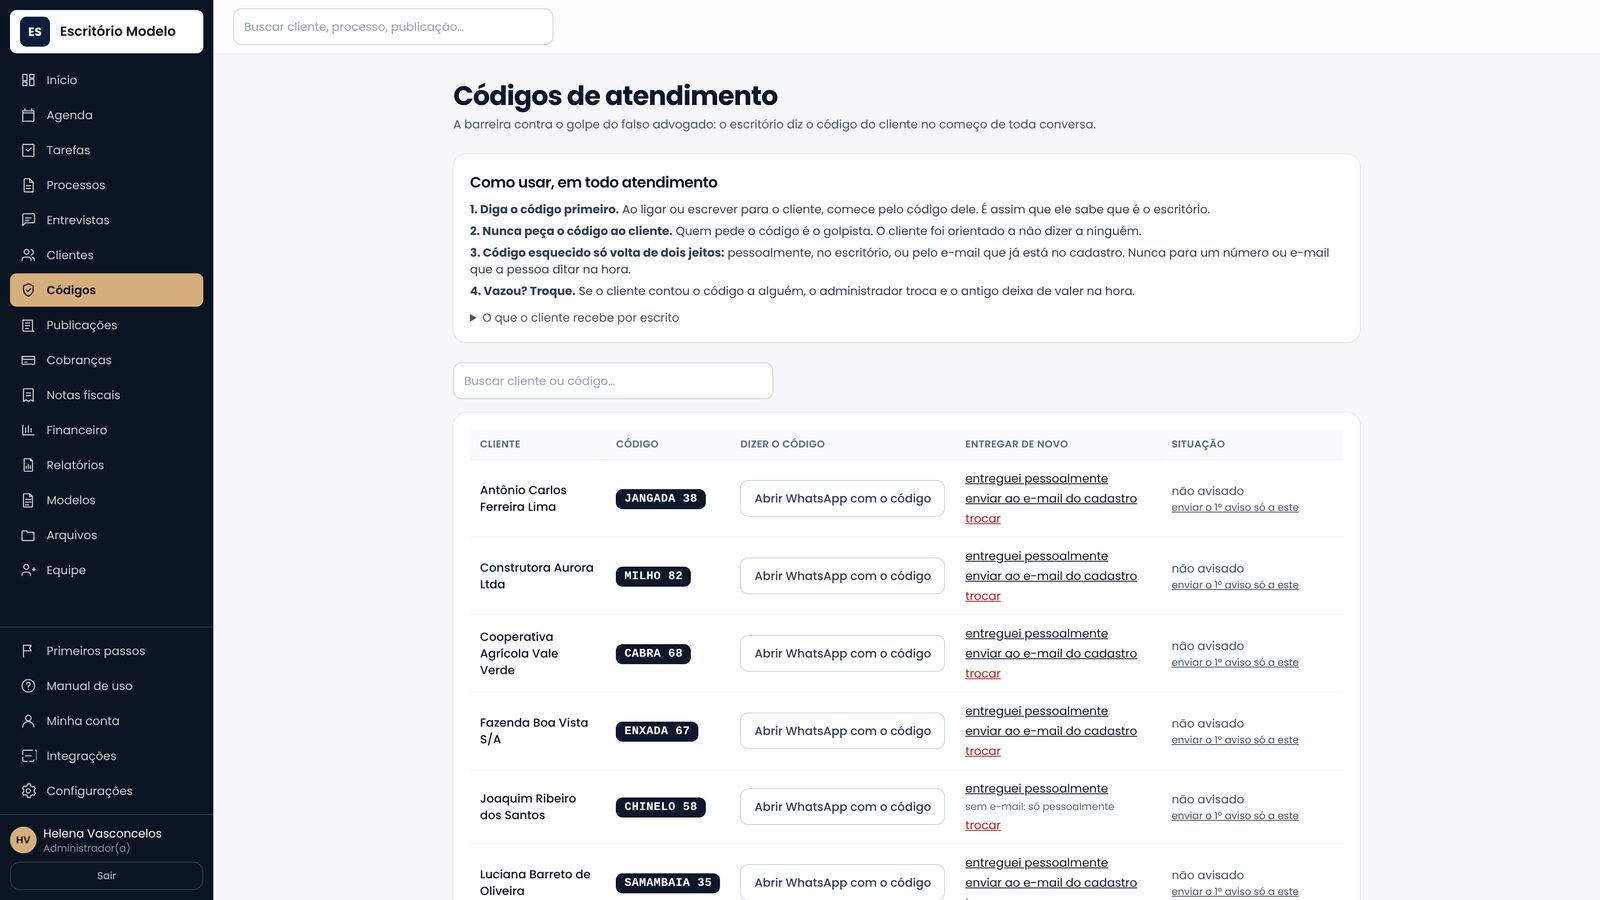 ES Escritório Modelo
Buscar cliente, processo, publicação...
Início
Agenda
Tarefas
Processos
Entrevistas
Clientes
Códigos
Publicações
Cobranças
Notas fiscais
Financeiro
Relatórios
Modelos
Arquivos
Equipe
Primeiros passos
Manual de uso
Minha conta
Integrações
Configurações
HV Helena Vasconcelos
Administrador(a)
Sair
Códigos de atendimento
A barreira contra o golpe do falso advogado: o escritório diz o código do cliente no começo de toda conversa.
Como usar, em todo atendimento
1. Diga o código primeiro. Ao ligar ou escrever para o cliente, comece pelo código dele. É assim que ele sabe que é o escritório.
2. Nunca peça o código ao cliente. Quem pede o código é o golpista. O cliente foi orientado a não dizer a ninguém.
3. Código esquecido só volta de dois jeitos: pessoalmente, no escritório, ou pelo e-mail que já está no cadastro. Nunca para um número ou e-mail
que a pessoa ditar na hora.
4. Vazou? Troque. Se o cliente contou o código a alguém, o administrador troca e o antigo deixa de valer na hora.
▶ O que o cliente recebe por escrito
Buscar cliente ou código...
CLIENTE CÓDIGO DIZER O CÓDIGO ENTREGAR DE NOVO SITUAÇÃO
Antônio Carlos
Ferreira Lima
JANGADA 38
Abrir WhatsApp com o código
entreguei pessoalmente
enviar ao e-mail do cadastro
trocar
não avisado
enviar o 1º aviso só a este
Construtora Aurora
Ltda
MILHO 82
Abrir WhatsApp com o código
entreguei pessoalmente
enviar ao e-mail do cadastro
trocar
não avisado
enviar o 1º aviso só a este
Cooperativa
Agrícola Vale
Verde
CABRA 68
Abrir WhatsApp com o código
entreguei pessoalmente
enviar ao e-mail do cadastro
trocar
não avisado
enviar o 1º aviso só a este
Fazenda Boa Vista
S/A
ENXADA 67
Abrir WhatsApp com o código
entreguei pessoalmente
enviar ao e-mail do cadastro
trocar
não avisado
enviar o 1º aviso só a este
Joaquim Ribeiro
dos Santos
CHINELO 58
Abrir WhatsApp com o código
entreguei pessoalmente
sem e-mail: só pessoalmente
trocar
não avisado
enviar o 1º aviso só a este
Luciana Barreto de
Oliveira
SAMAMBAIA 35
Abrir WhatsApp com o código
entreguei pessoalmente
enviar ao e-mail do cadastro
não avisado
enviar o 1º aviso só a este